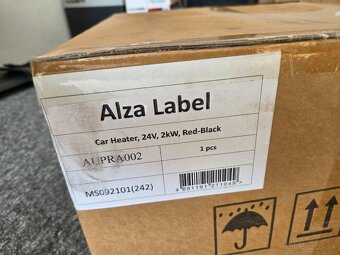 Alza Label
Car Heater, 24V, 2kW, Red-Black
AUPRA002
1 pcs
MS092101(242)